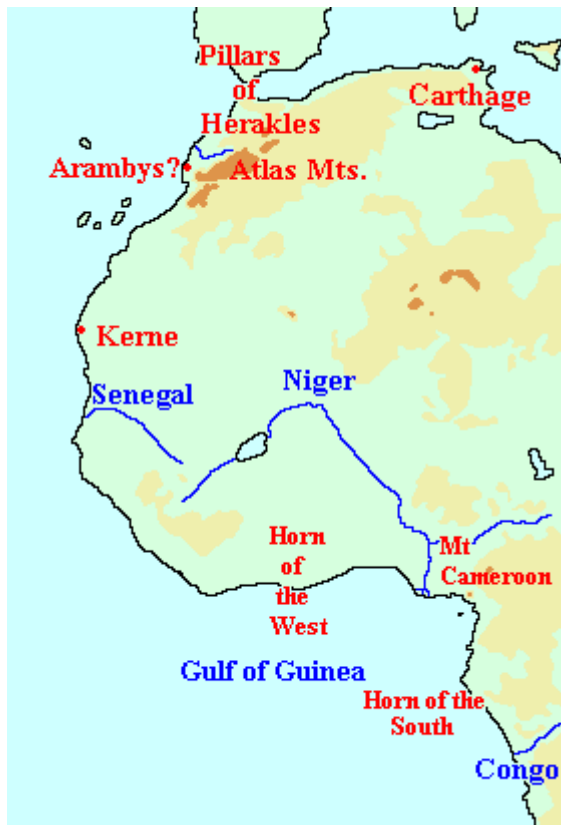 Pillars
of
Herakles
Carthage
Arambys?
Atlas Mts.
Kerne
Senegal
Niger
Horn
of
the
West
Mt
Cameroon
Gulf of Guinea
Horn of the
South
Congo